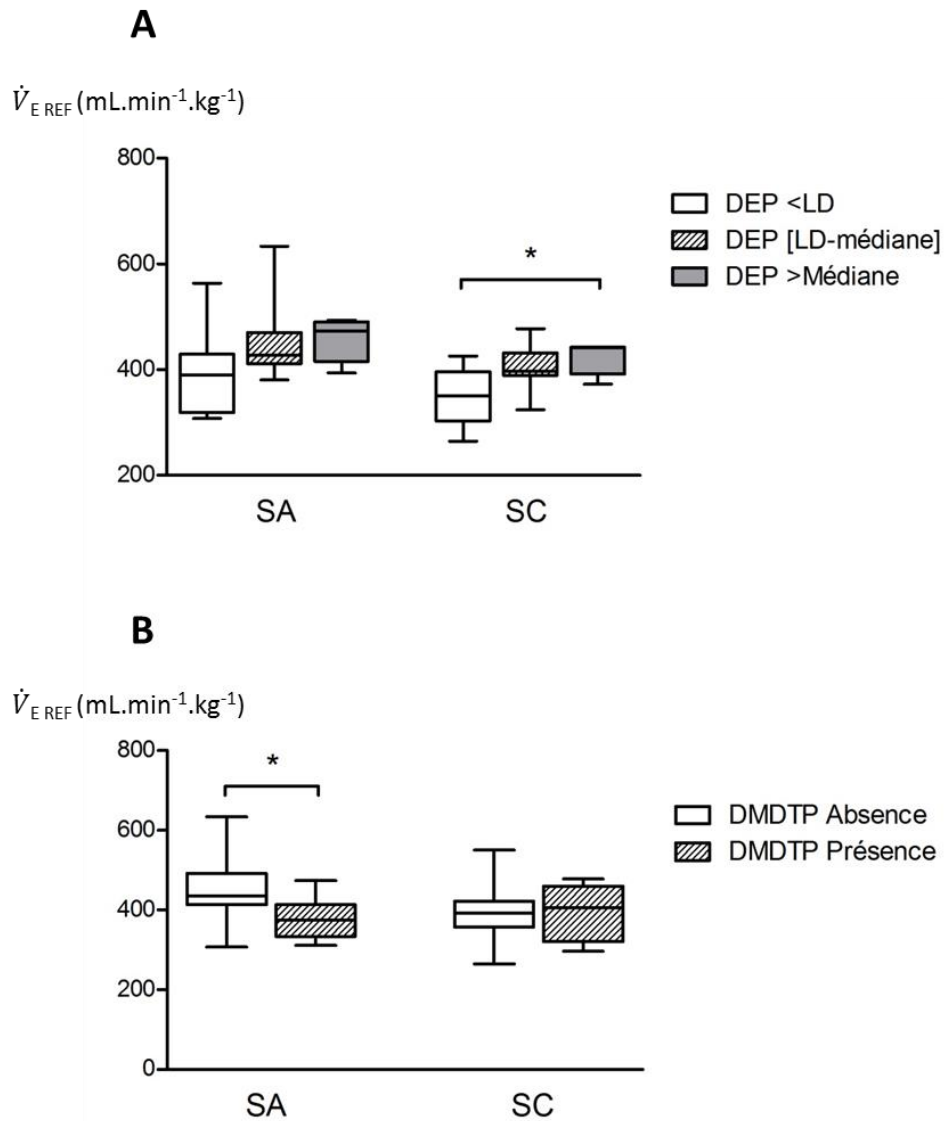 A
V̇E REF (mL.min-1.kg-1)
800
600
400
200
*
SA
SC
DEP <LD
DEP [LD-médiane]
DEP >Médiane
B
V̇E REF (mL.min-1.kg-1)
800
600
400
200
0
*
SA
SC
DMDTP Absence
DMDTP Présence